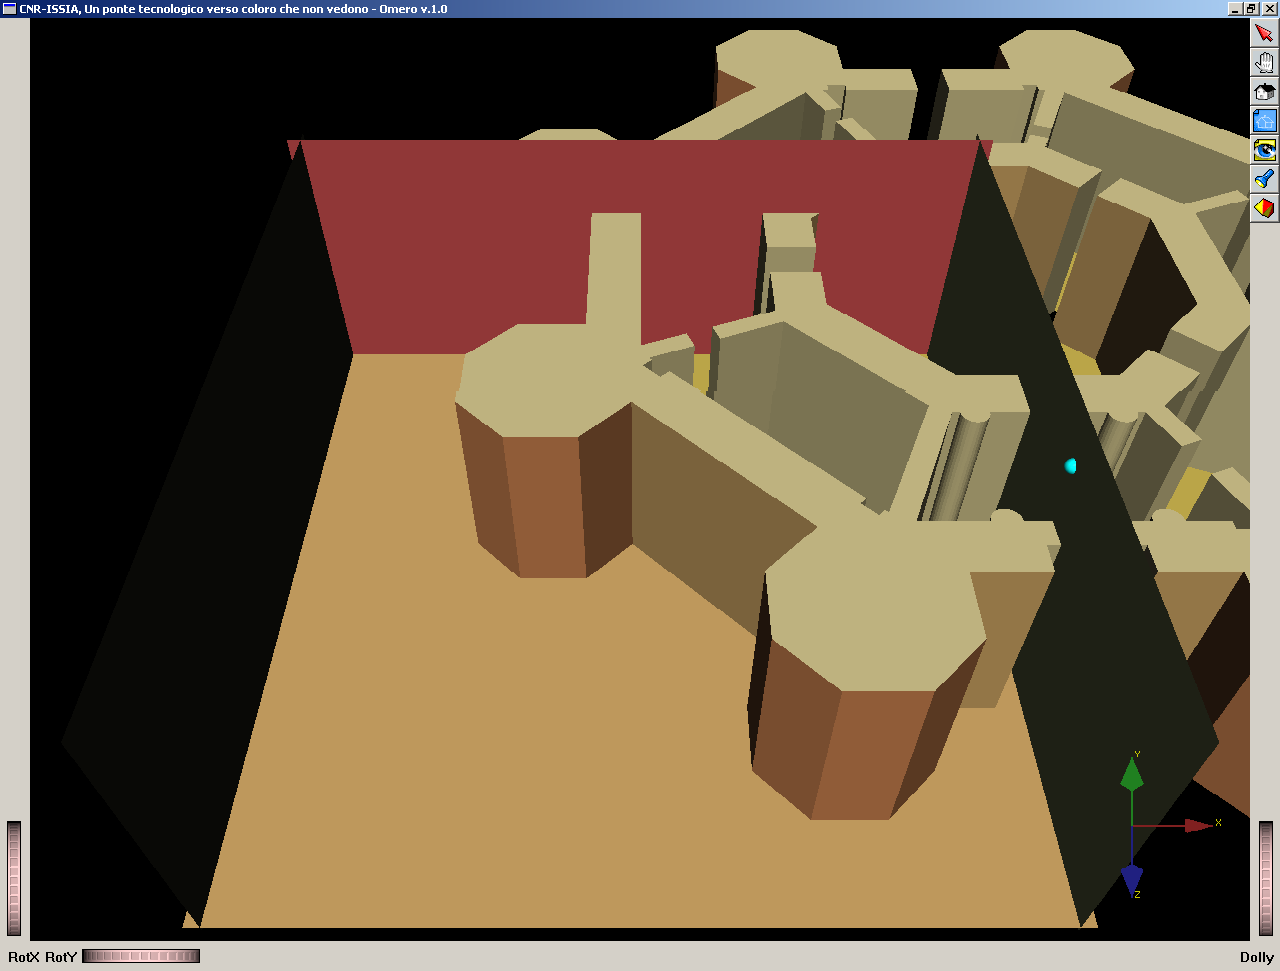 CNR-ISSIA, Un ponte tecnologico verso coloro che non vedono - Omero v.1.0
Y
X
Z
RotX RotY
Dolly